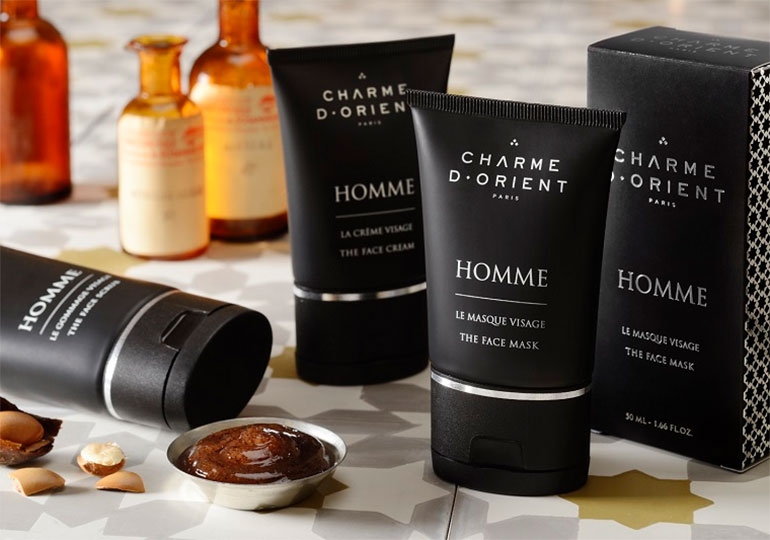 CHARME
D·ORIENT
PARIS
HOMME
LA CRÈME VISAGE
THE FACE CREAM
CHARME
D·ORIENT
PARIS
HOMME
LE MASQUE VISAGE
THE FACE MASK
CHARME
D·ORIENT
PARIS
HOMME
LE MASQUE VISAGE
THE FACE MASK
50 ML - 1.66 FL.OZ.
HOMME
LE GOMMAGE VISAGE
THE FACE SCRUB